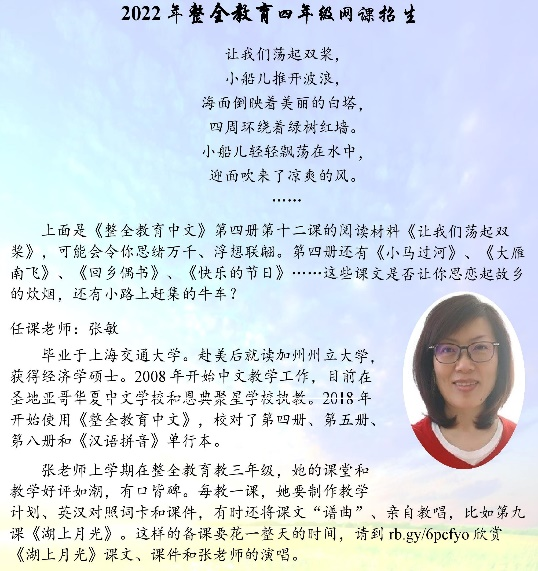 2022 年整全教育四年级网课招生
让我们荡起双桨，
小船儿推开波浪，
海面倒映着美丽的白塔，
四周环绕着绿树红墙。
小船儿轻轻飘荡在水中，
迎面吹来了凉爽的风。
……
上面是《整全教育中文》第四册第十二课的阅读材料《让我们荡起双
桨》，可能会令你思绪万千、浮想联翩。第四册还有《小马过河》、《大雁
南飞》、《回乡偶书》、《快乐的节日》……这些课文是否让你思恋起故乡
的炊烟，还有小路上赶集的牛车？
任课老师：张敏
毕业于上海交通大学。赴美后就读加州州立大学，
获得经济学硕士。2008 年开始中文教学工作，目前在
圣地亚哥华夏中文学校和恩典聚星学校执教。2018 年
开始使用《整全教育中文》，校对了第四册、第五册、
第八册和《汉语拼音》单行本。
张老师上学期在整全教育教三年级，她的课堂和
教学好评如潮，有口皆碑。每教一课，她要制作教学
计划、英汉对照词卡和课件，有时还将课文“谱曲”、亲自教唱，比如第九
课《湖上月光》。这样的备课要花一整天的时间，请到 rb.gy/6pcfyo 欣赏
《湖上月光》课文、课件和张老师的演唱。